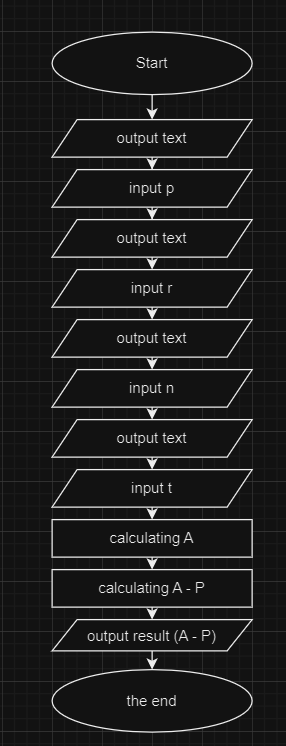 Start
output text
input p
output text
input r
output text
input n
output text
input t
calculating A
calculating A - P
output result (A - P)
the end